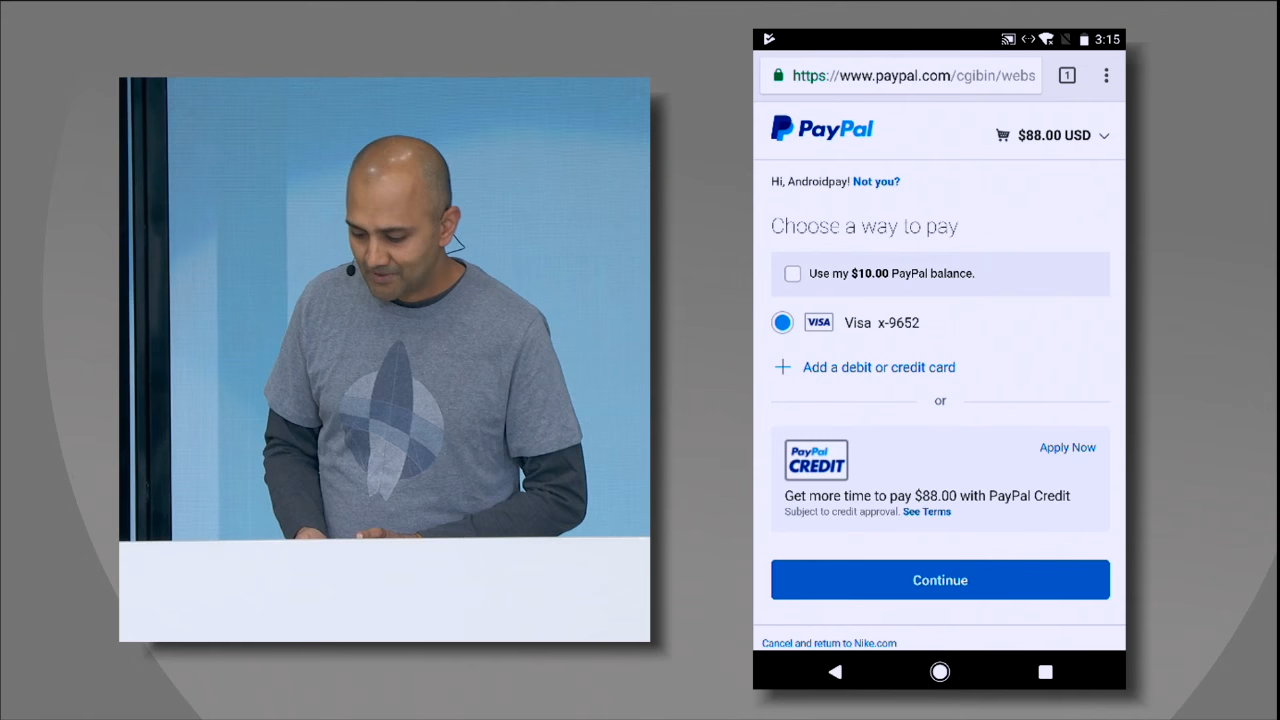 3:15
https://www.paypal.com/cgibin/webs
1
PayPal
$88.00 USD
Hi, Androidpay! Not you?
Choose a way to pay
Use my $10.00 PayPal balance.
VISA Visa x-9652
Add a debit or credit card
or
PayPal
CREDIT
Apply Now
Get more time to pay $88.00 with PayPal Credit
Subject to credit approval. See Terms
Continue
Cancel and return to Nike.com